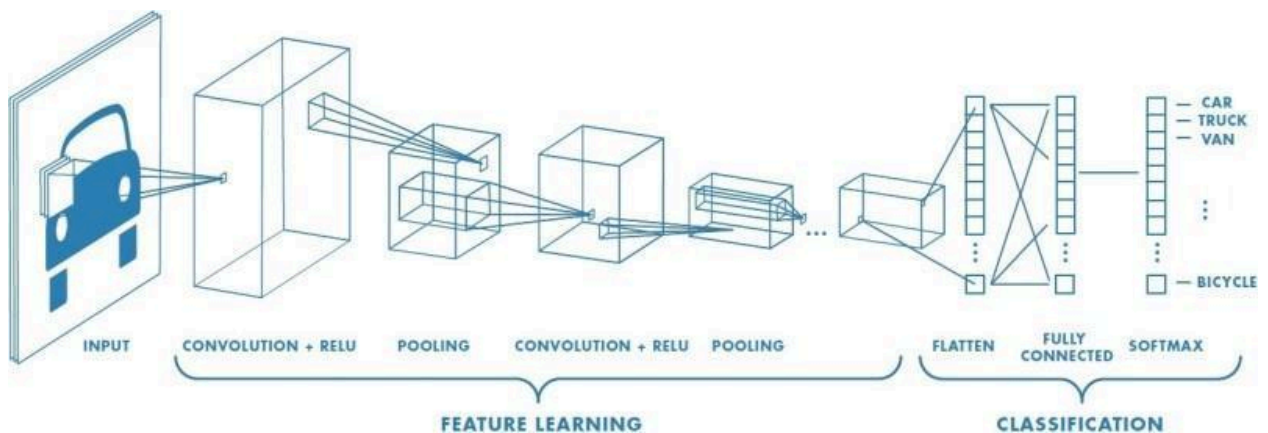 CAR
TRUCK
VAN
BICYCLE
INPUT
CONVOLUTION + RELU
POOLING
CONVOLUTION + RELU
POOLING
FLATTEN
FULLY
CONNECTED
SOFTMAX
FEATURE LEARNING
CLASSIFICATION